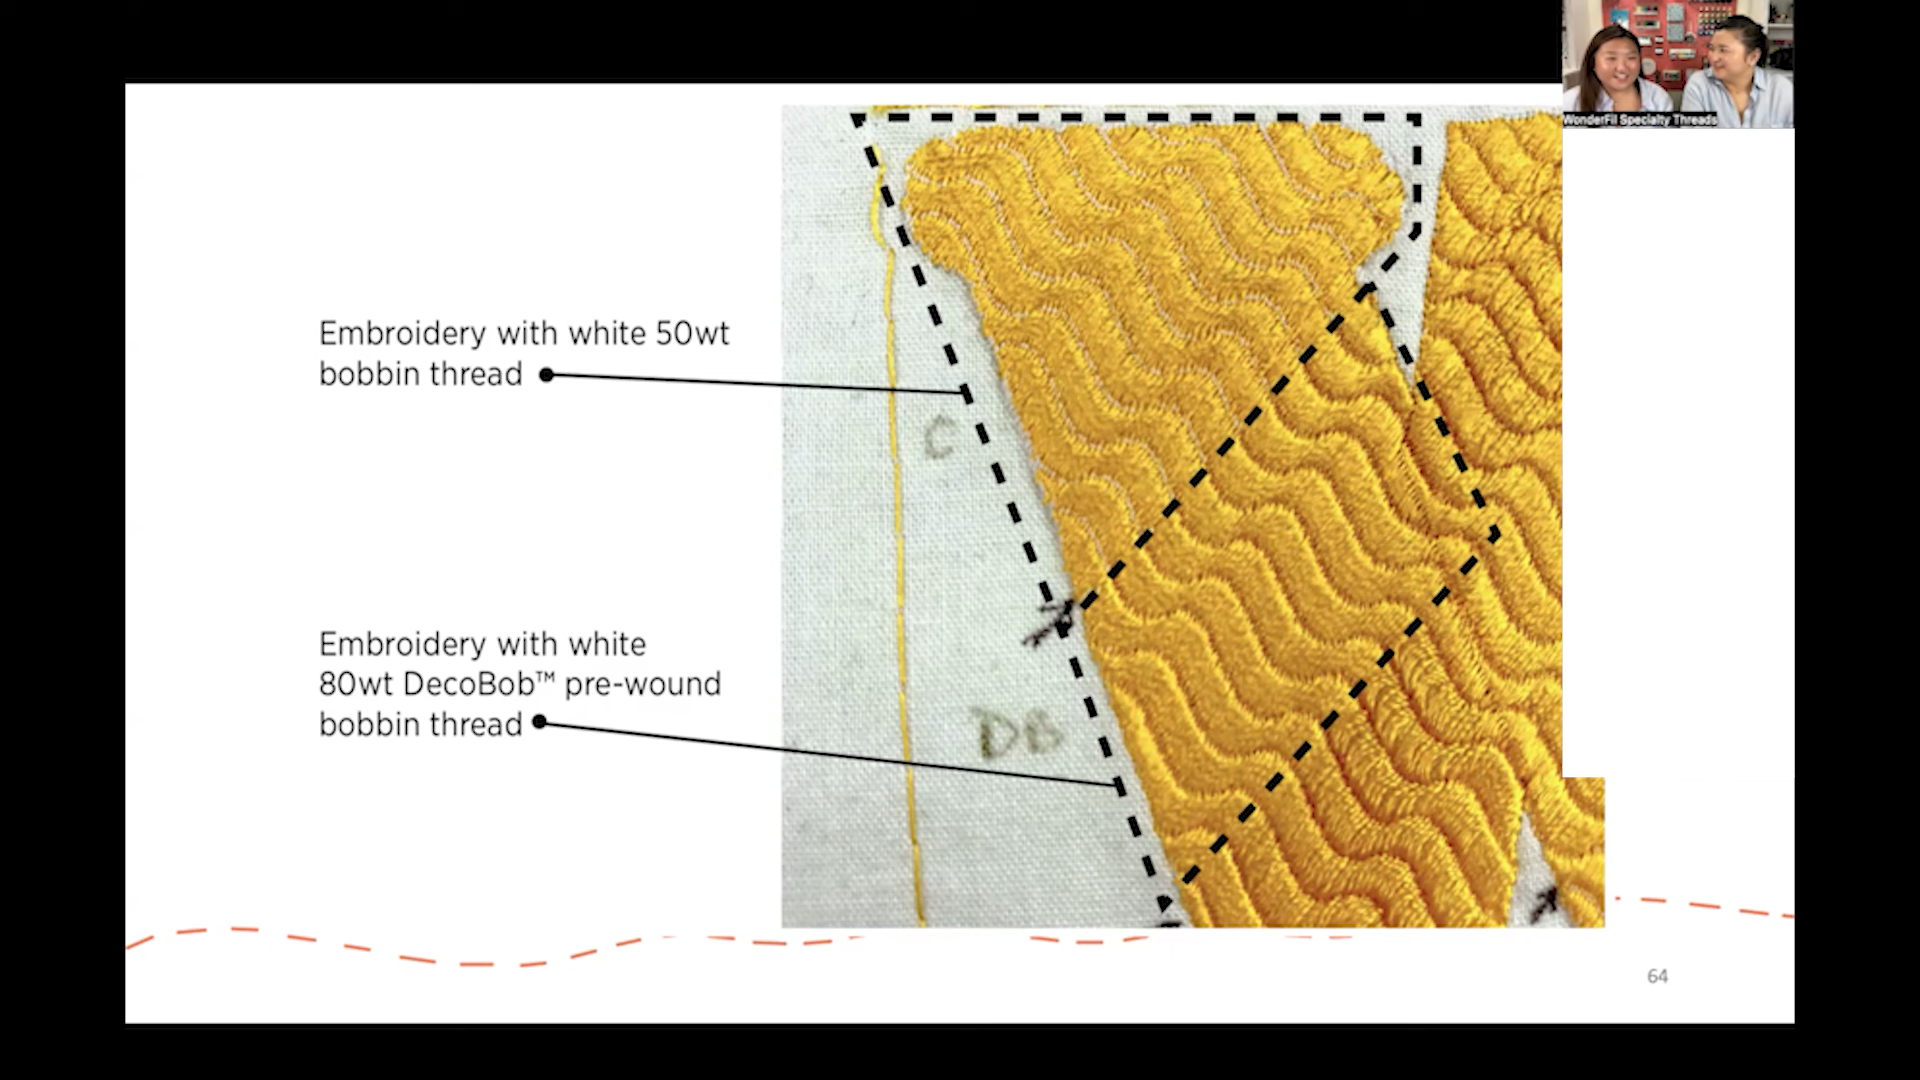 WonderFil Specialty Threads
Embroidery with white 50wt
bobbin thread
C
Embroidery with white
80wt DecoBob™ pre-wound
bobbin thread
DB
64